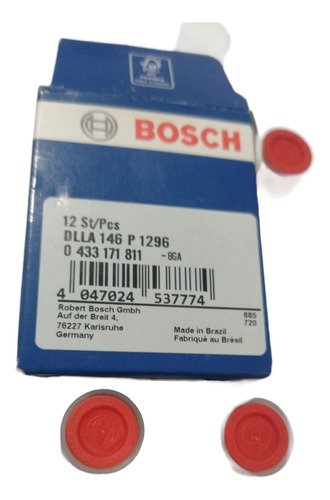 BOSCH
12 St/Pcs
DLLA 146 P 1296
0 433 171 811 -8GA
4 047024 537774
Robert Bosch GmbH
Auf der Breit 4,
76227 Karlsruhe
Germany
685
720
Made in Brazil
Fabriqué au Brésil